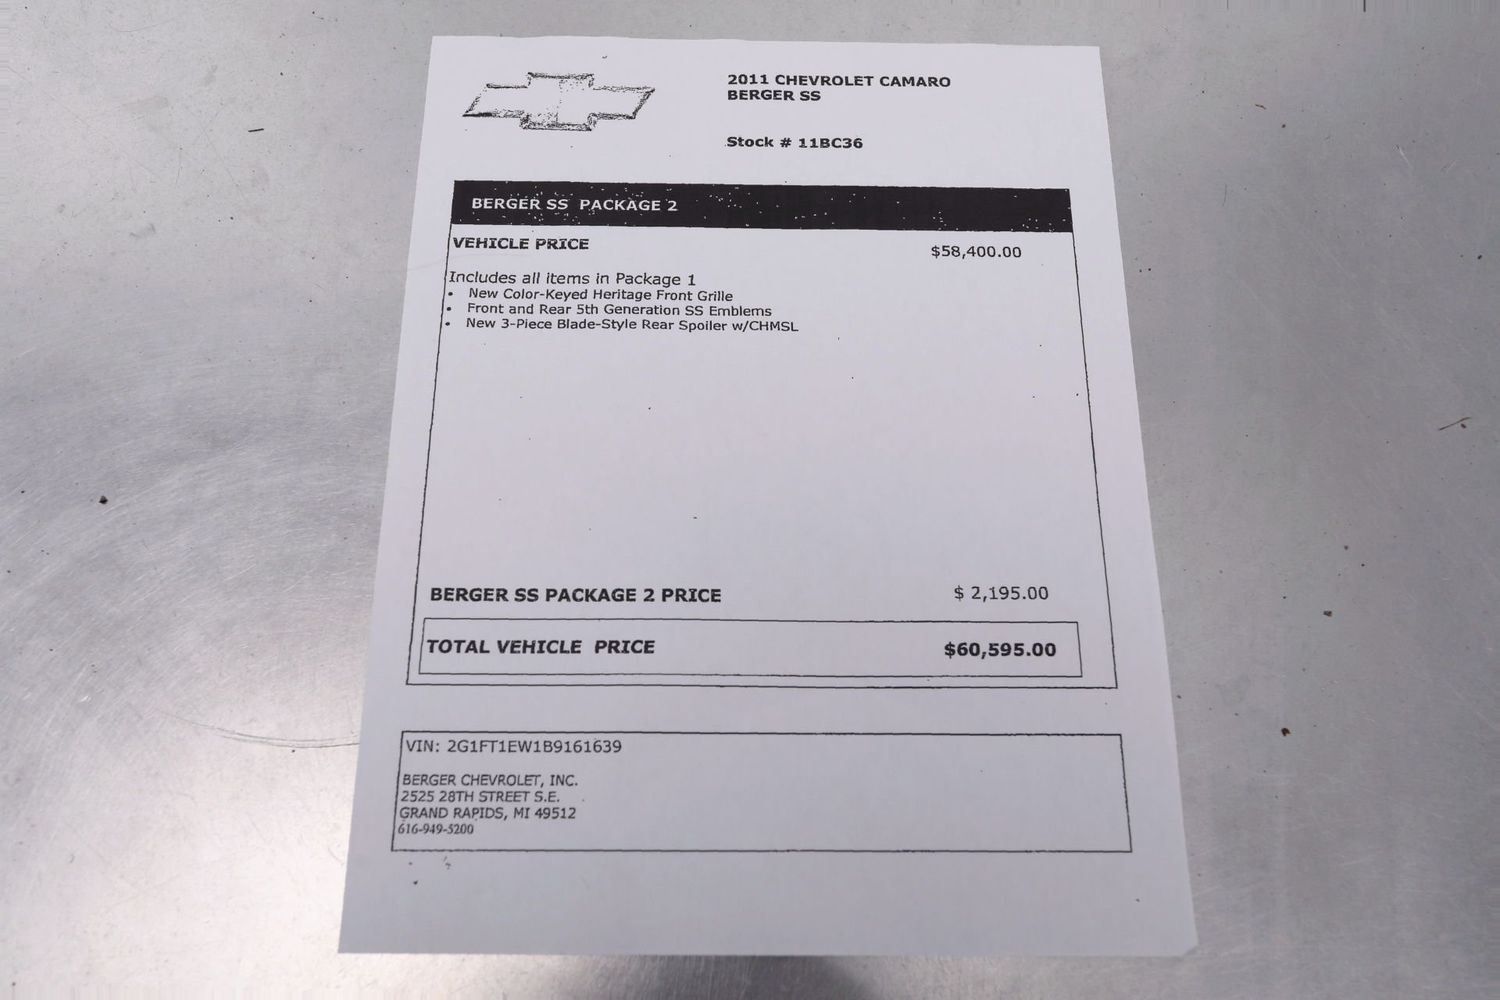 2011 CHEVROLET CAMARO
BERGER SS
Stock # 11BC36
BERGER SS PACKAGE 2
VEHICLE PRICE $58,400.00
Includes all items in Package 1
• New Color-Keyed Heritage Front Grille
• Front and Rear 5th Generation SS Emblems
• New 3-Piece Blade-Style Rear Spoiler w/CHMSL
BERGER SS PACKAGE 2 PRICE $ 2,195.00
TOTAL VEHICLE PRICE $60,595.00
VIN: 2G1FT1EW1B9161639
BERGER CHEVROLET, INC.
2525 28TH STREET S.E.
GRAND RAPIDS, MI 49512
616-949-5200